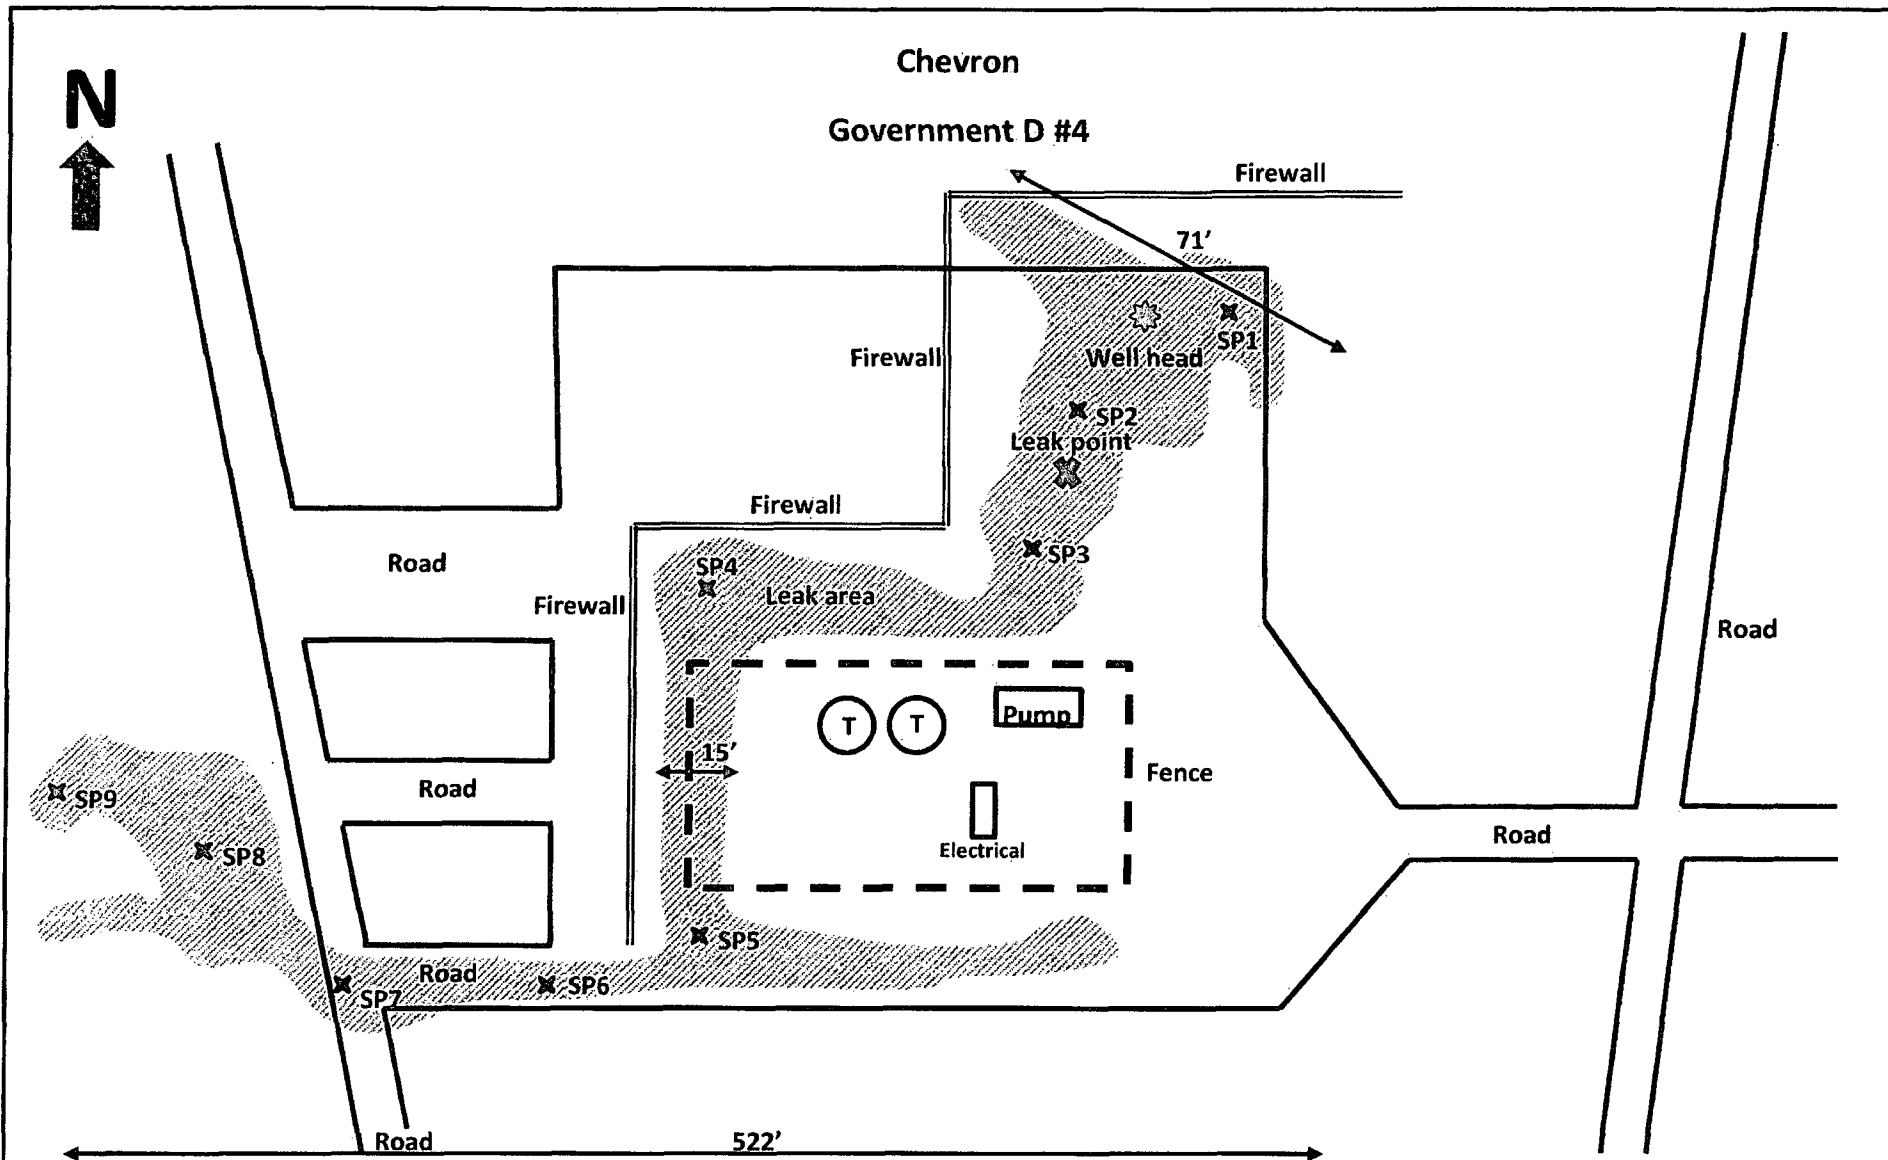 Chevron
N
Government D #4
Firewall
71'
SP1
Firewall
Well head
SP2
Leak point
Firewall
Road
SP3
SP4
Firewall
Leak area
Road
T
T
Pump
15'
Fence
Road
SP9
Road
Electrical
SP8
SP5
Road
SP6
SP7
Road
522'